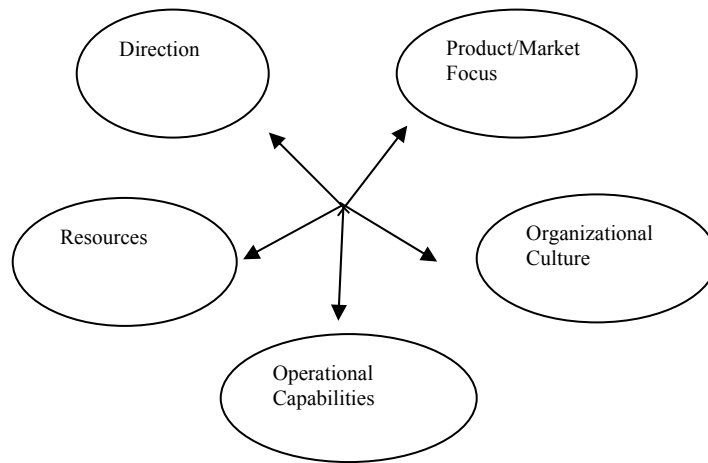 Direction
Product/Market
Focus
Resources
Organizational
Culture
Operational
Capabilities